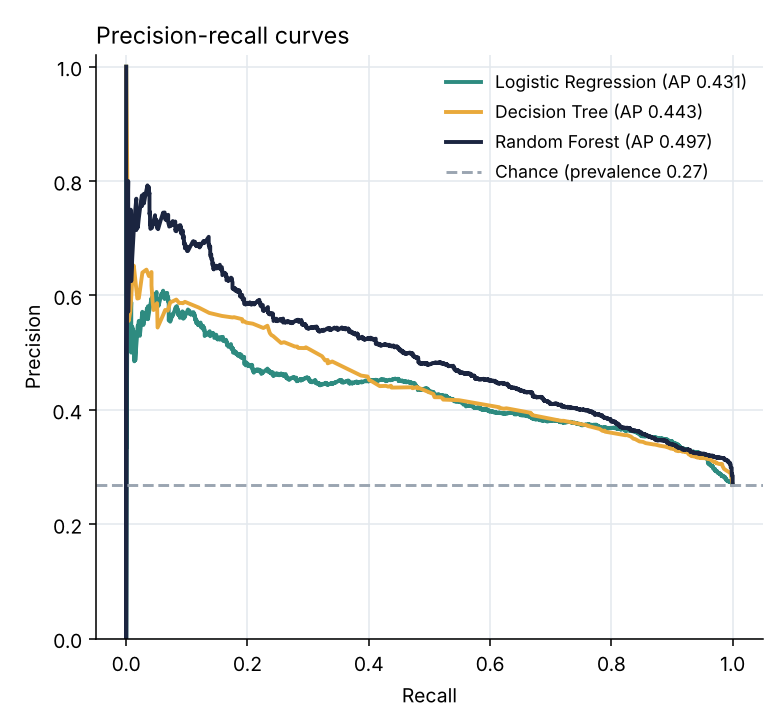 Precision-recall curves
Logistic Regression (AP 0.431)
Decision Tree (AP 0.443)
Random Forest (AP 0.497)
Chance (prevalence 0.27)
Precision
1.0
0.8
0.6
0.4
0.2
0.0
0.0 0.2 0.4 0.6 0.8 1.0
Recall